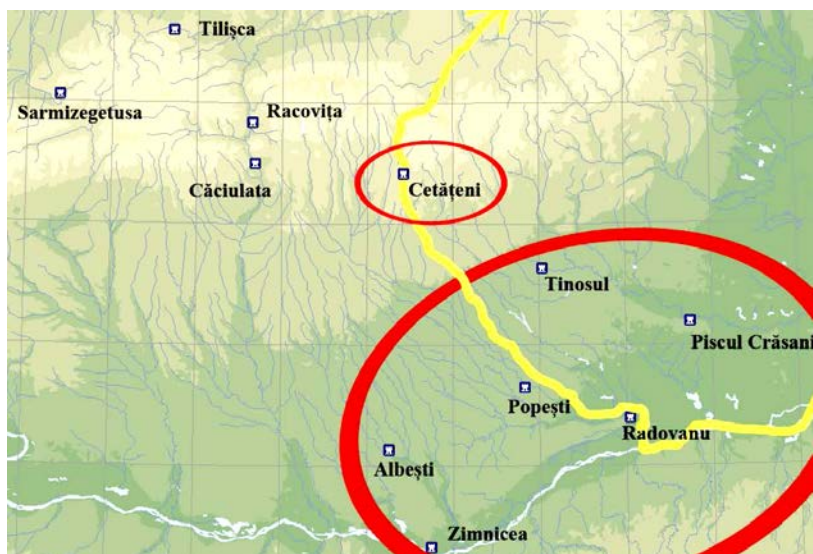 Tilișca
Sarmizegetusa
Racovița
Căciulata
Cetățeni
Tinosul
Piscul Crăsani
Popești
Radovanu
Albești
Zimnicea